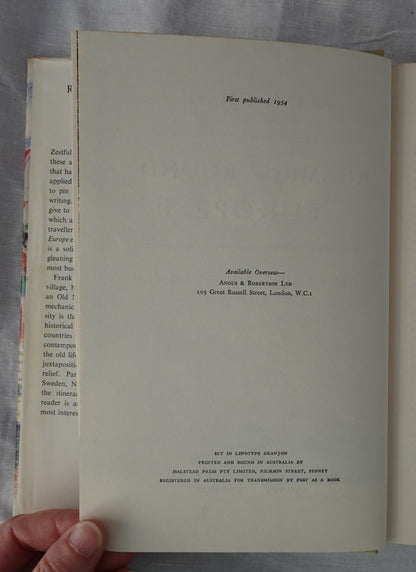 R
Zestful
these a
that ha
applied
to pin
writing.
give to
which a
traveller
Europe
is a soli
gleaning
most bu
Frank
village, h
an Old M
mechanic
sity is tha
historical
countries
contempo
the old life
juxtapositio
relief. Par
Sweden, N
the itinera
reader is a
most interes
First published 1954
EUROPE
Available Overseas—
ANGUS & ROBERTSON LTD
105 Great Russell Street, London, W.C.1
SET IN LINOTYPE GRANJON
PRINTED AND BOUND IN AUSTRALIA BY
HALSTEAD PRESS PTY LIMITED, NICKSON STREET, SYDNEY
REGISTERED IN AUSTRALIA FOR TRANSMISSION BY POST AS A BOOK